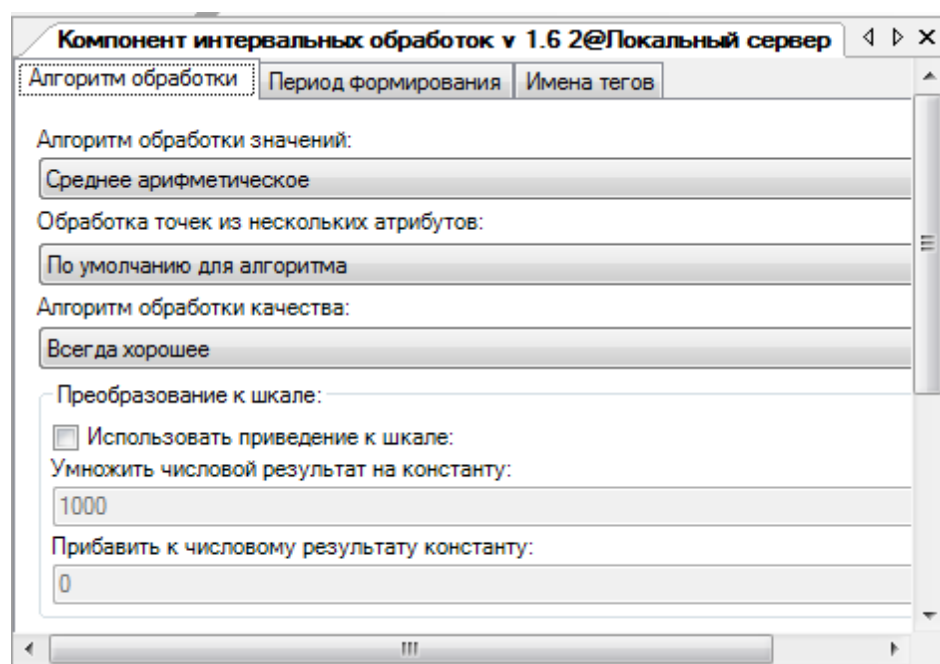 Компонент интервальных обработок v 1.6 2@Локальный сервер
Алгоритм обработки Период формирования Имена тегов
Алгоритм обработки значений:
Среднее арифметическое
Обработка точек из нескольких атрибутов:
По умолчанию для алгоритма
Алгоритм обработки качества:
Всегда хорошее
Преобразование к шкале:
Использовать приведение к шкале:
Умножить числовой результат на константу:
1000
Прибавить к числовому результату константу:
0